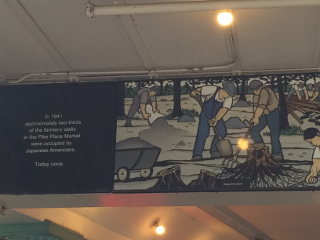 In 1941
approximately two-thirds
of the farmer's stalls
in the Pike Place Market
were occupied by
Japanese Americans.
Today none.